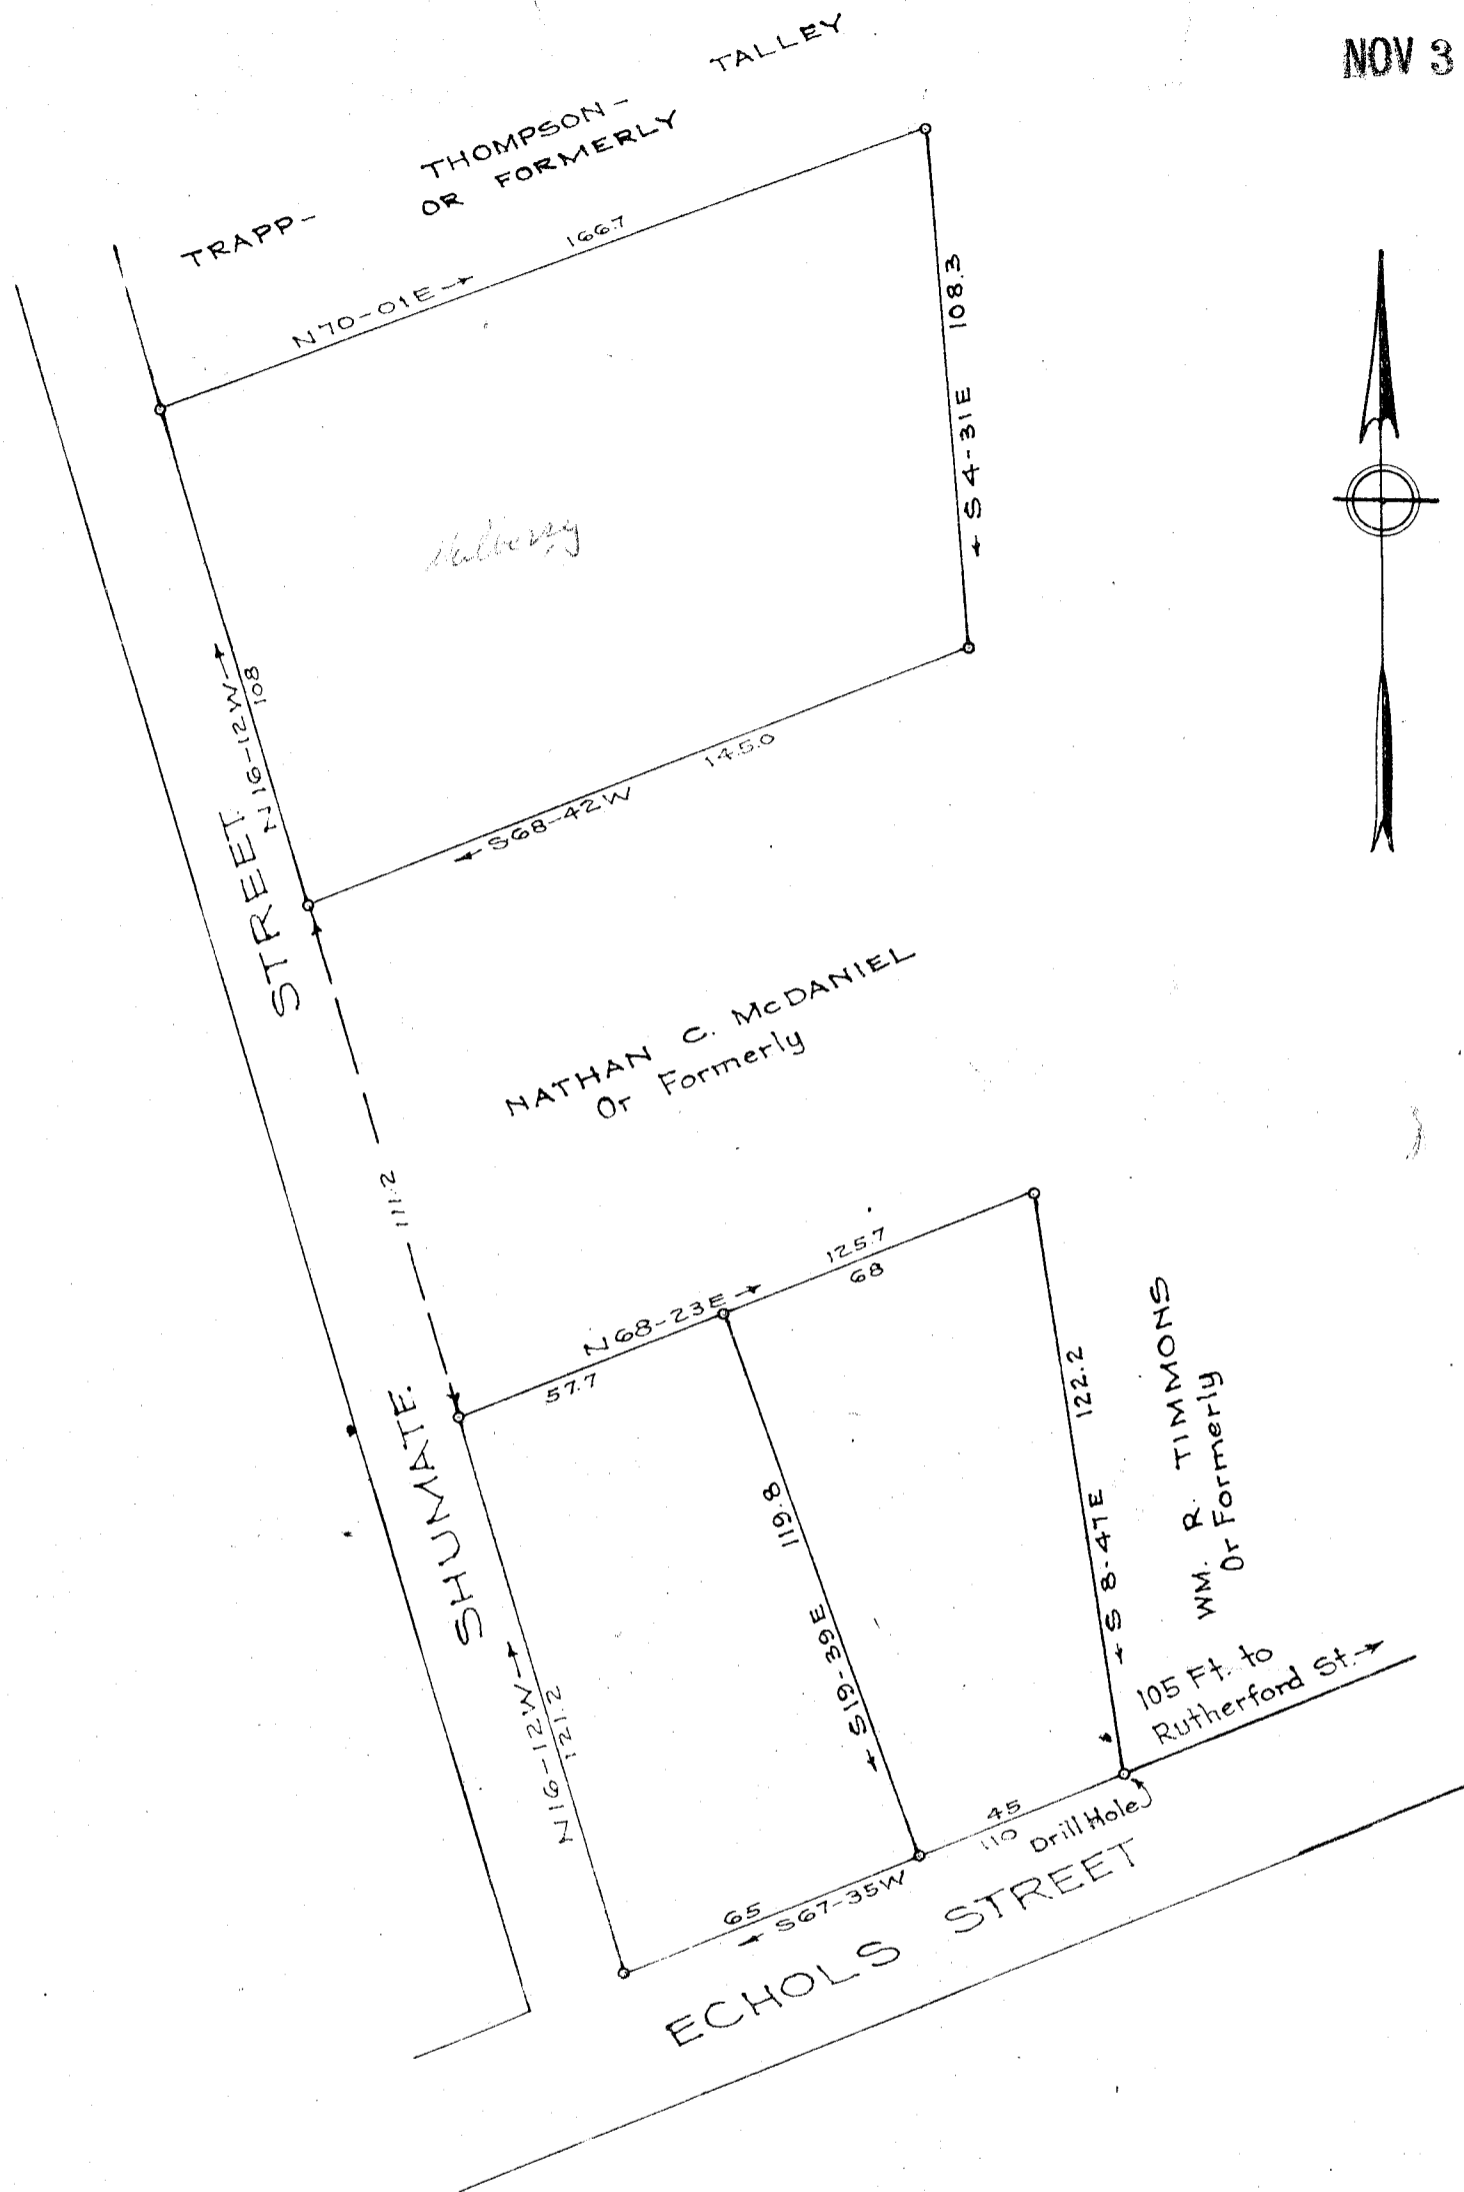 NOV 3
TALLEY
THOMPSON-
OR FORMERLY
TRAPP-
166.7
N70-01E
108.3
S 4-31E
N16-12W
108
145.0
S68-42W
STREET.
NATHAN C. McDANIEL
Or Formerly
111.2
125.7
68
N68-23E
57.7
122.2
S 8-47E
WM. R. TIMMONS
Or Formerly
SHUMATE.
119.8
S19-39E
N16-12W
121.2
105 Ft. to
Rutherford St.
45
110
Drill Hole
65
S67-35W
ECHOLS STREET